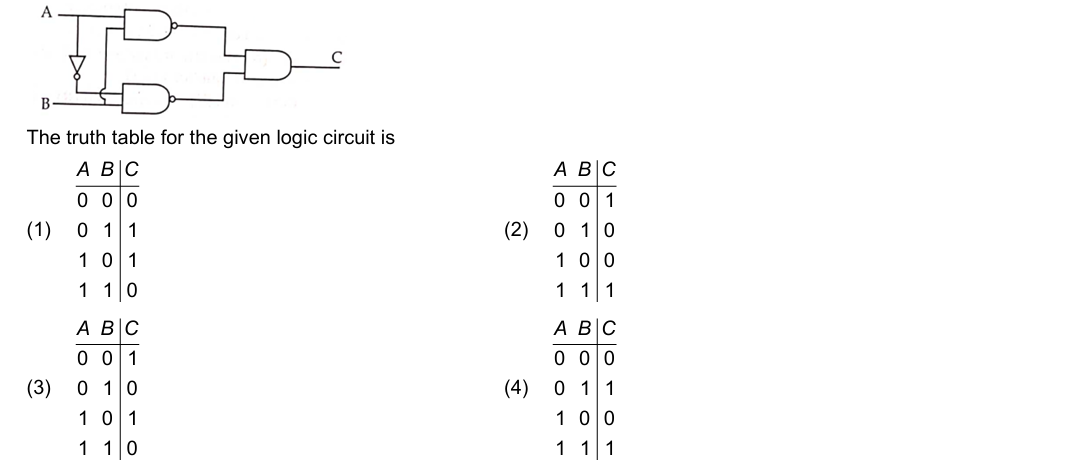 A
C
B
The truth table for the given logic circuit is
A B C A B C
0 0 0 0 0 1
(1) 0 1 1 (2) 0 1 0
1 0 1 1 0 0
1 1 0 1 1 1
A B C A B C
0 0 1 0 0 0
(3) 0 1 0 (4) 0 1 1
1 0 1 1 0 0
1 1 0 1 1 1